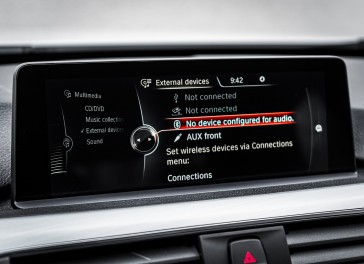 External devices 9:42
Multimedia
CD/DVD
Music collection
✓ External devices
Sound
Not connected
Not connected
No device configured for audio.
AUX front
Set wireless devices via Connections
menu:
Connections